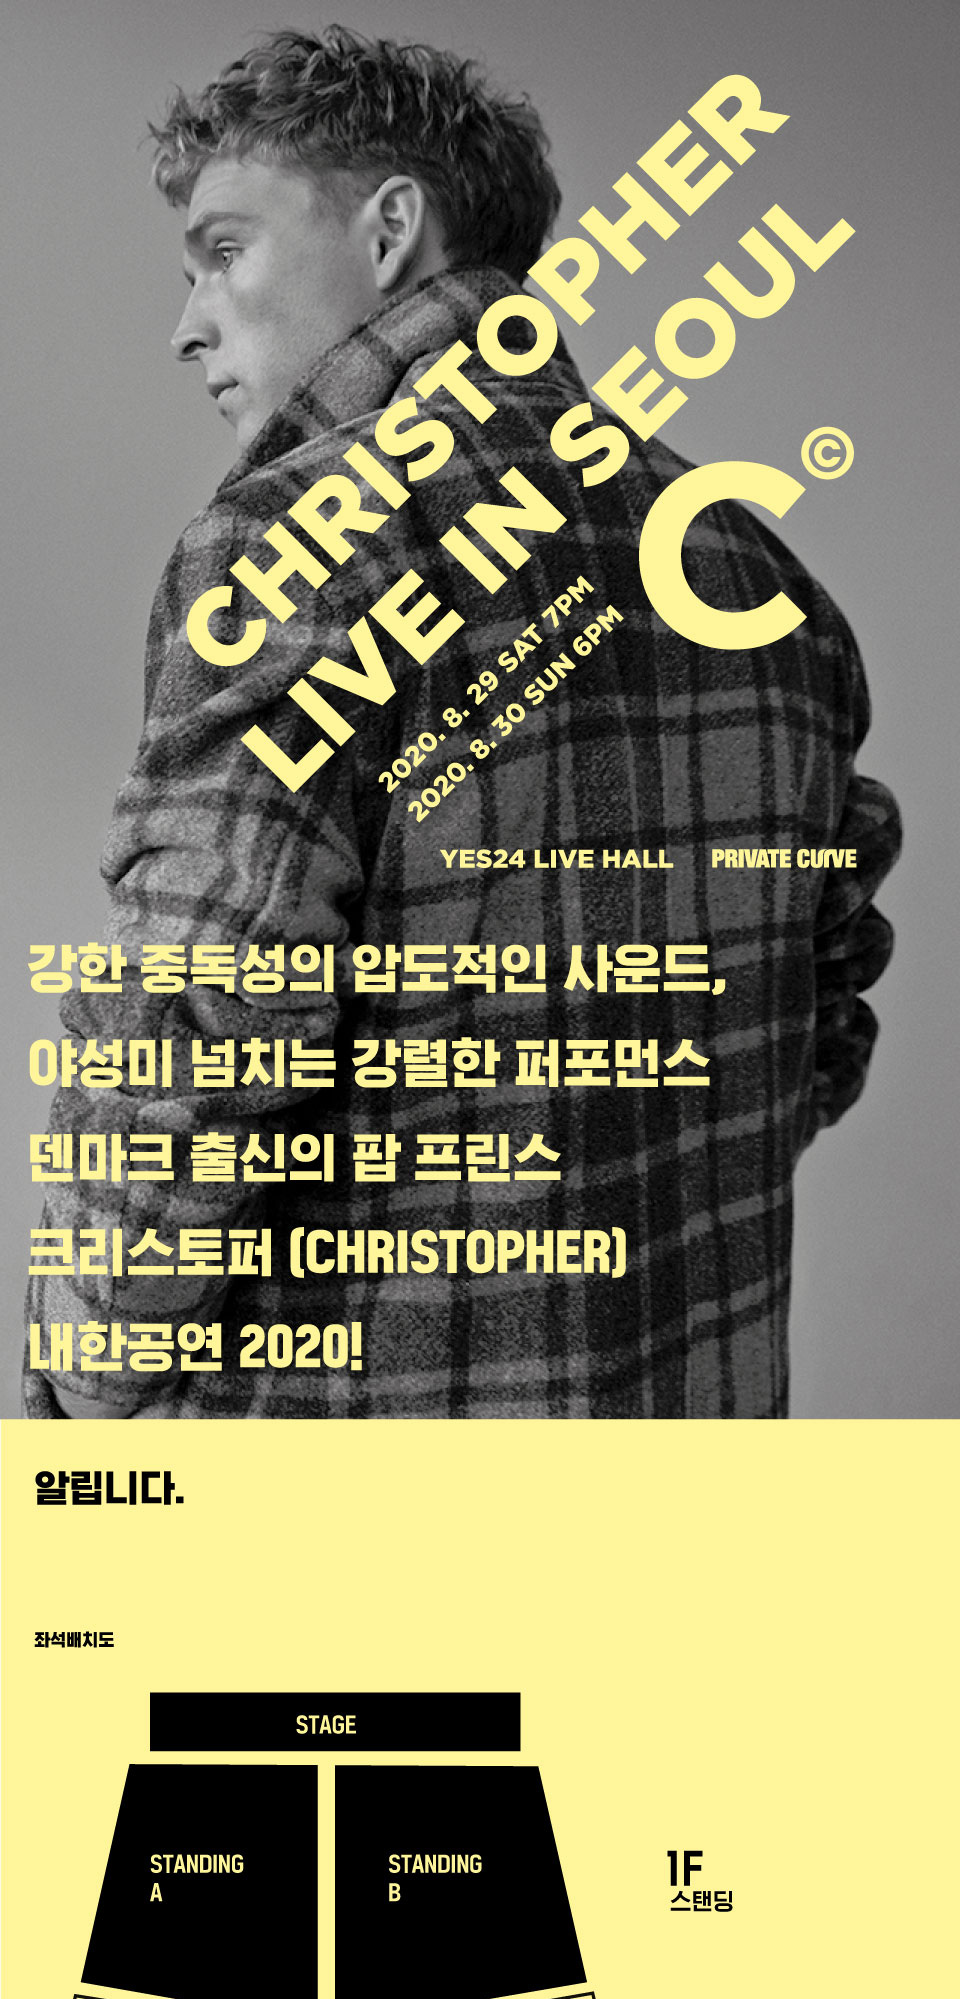 CHRISTOPHER
LIVE IN SEOUL
C©
2020. 8. 29 SAT 7PM
2020. 8. 30 SUN 6PM
YES24 LIVE HALL
PRIVATE CURVE
강한 중독성의 압도적인 사운드,
야성미 넘치는 강렬한 퍼포먼스
덴마크 출신의 팝 프린스
크리스토퍼 (CHRISTOPHER)
내한공연 2020!
알립니다.
좌석배치도
STAGE
STANDING
A
STANDING
B
1F
스탠딩